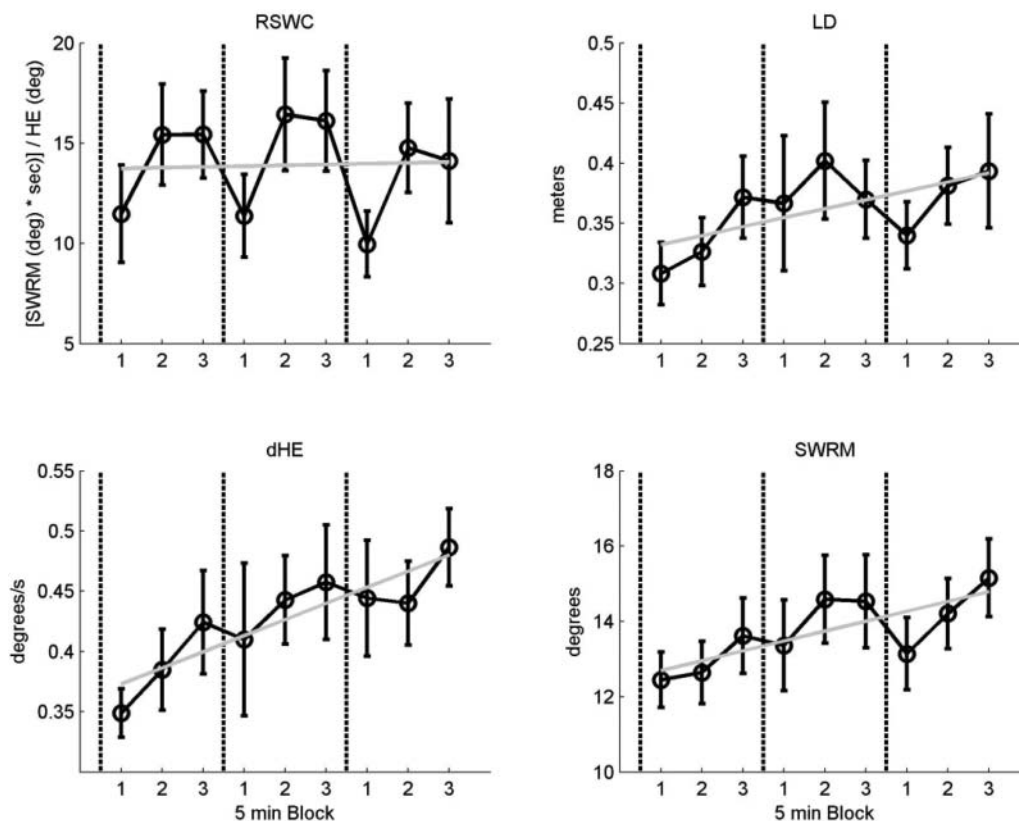 RSWC
[SWRM (deg) * sec)] / HE (deg)
20
15
10
5
1 2 3 1 2 3 1 2 3
LD
meters
0.5
0.45
0.4
0.35
0.3
0.25
1 2 3 1 2 3 1 2 3
dHE
degrees/s
0.55
0.5
0.45
0.4
0.35
1 2 3 1 2 3 1 2 3
5 min Block
SWRM
degrees
18
16
14
12
10
1 2 3 1 2 3 1 2 3
5 min Block